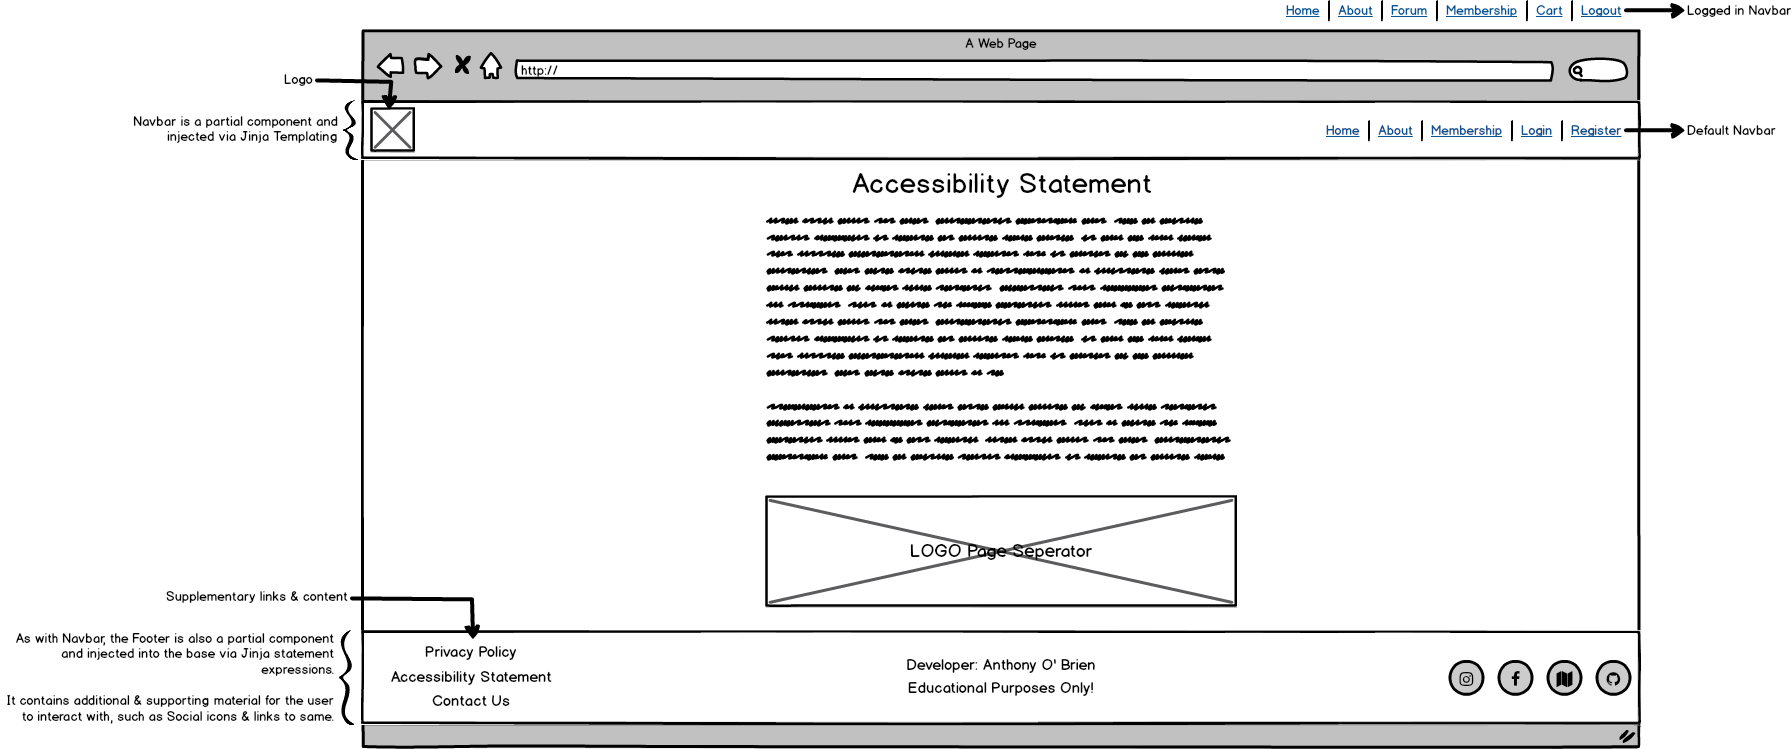 Home About Forum Membership Cart Logout Logged in Navbar
A Web Page
http://
Logo
Navbar is a partial component and
injected via Jinja Templating
Home About Membership Login Register Default Navbar
Accessibility Statement
LOGO Page Seperator
Supplementary links & content
As with Navbar, the Footer is also a partial component
and injected into the base via Jinja statement
expressions.
It contains additional & supporting material for the user
to interact with, such as Social icons & links to same.
Privacy Policy
Accessibility Statement
Contact Us
Developer: Anthony O' Brien
Educational Purposes Only!